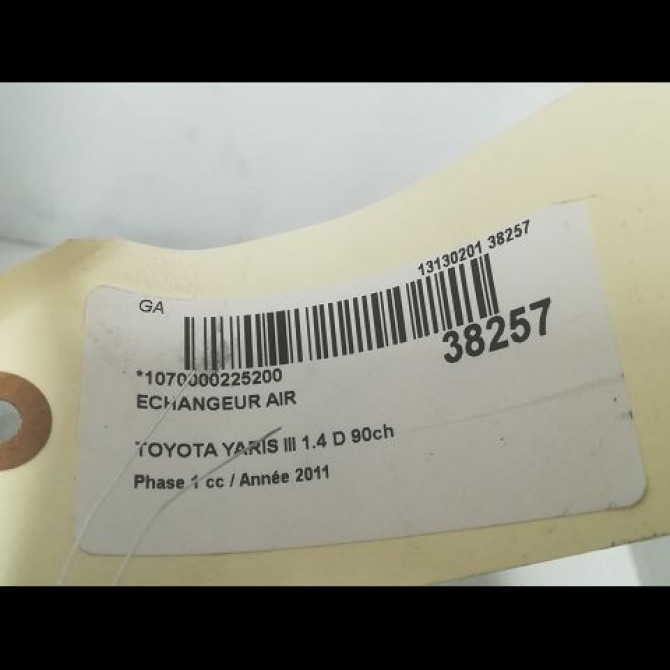 GA
13130201 38257
38257
*1070000225200
ECHANGEUR AIR
TOYOTA YARIS III 1.4 D 90ch
Phase 1 cc / Année 2011